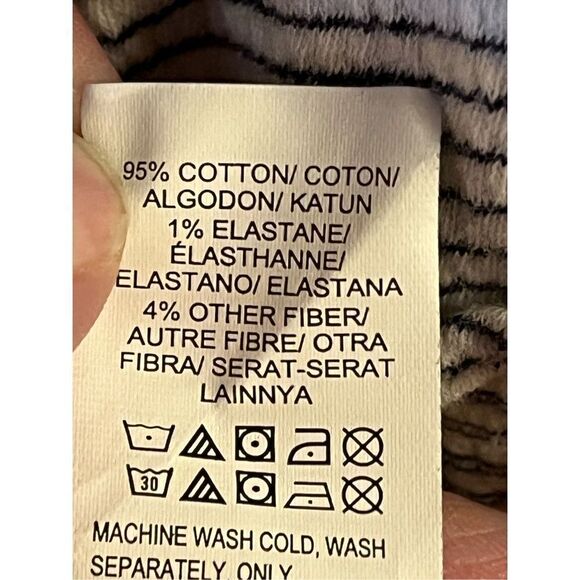 95% COTTON/ COTON/
ALGODON/ KATUN
1% ELASTANE/
ÉLASTHANNE/
ELASTANO/ ELASTANA
4% OTHER FIBER/
AUTRE FIBRE/ OTRA
FIBRA/ SERAT-SERAT
LAINNYA
30
MACHINE WASH COLD, WASH
SEPARATELY, ONLY